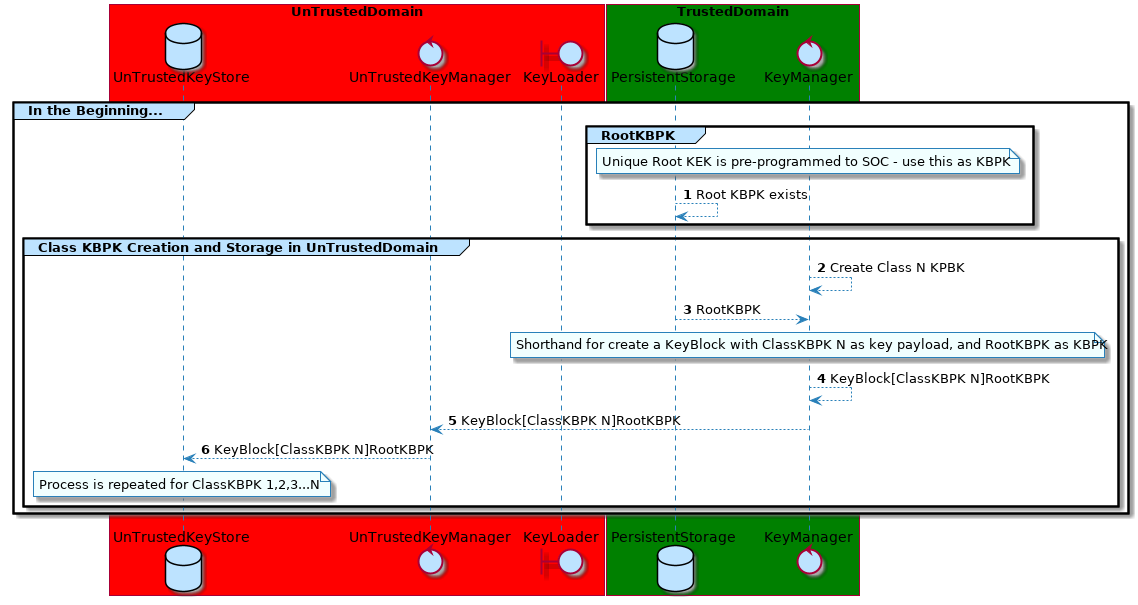 UnTrustedDomain TrustedDomain
UnTrustedKeyStore UnTrustedKeyManager KeyLoader PersistentStorage KeyManager
In the Beginning...
RootKBPK
Unique Root KEK is pre-programmed to SOC - use this as KBPK
1 Root KBPK exists
Class KBPK Creation and Storage in UnTrustedDomain
2 Create Class N KPBK
3 RootKBPK
Shorthand for create a KeyBlock with ClassKBPK N as key payload, and RootKBPK as KBPK
4 KeyBlock[ClassKBPK N]RootKBPK
5 KeyBlock[ClassKBPK N]RootKBPK
6 KeyBlock[ClassKBPK N]RootKBPK
Process is repeated for ClassKBPK 1,2,3...N
UnTrustedKeyStore UnTrustedKeyManager KeyLoader PersistentStorage KeyManager